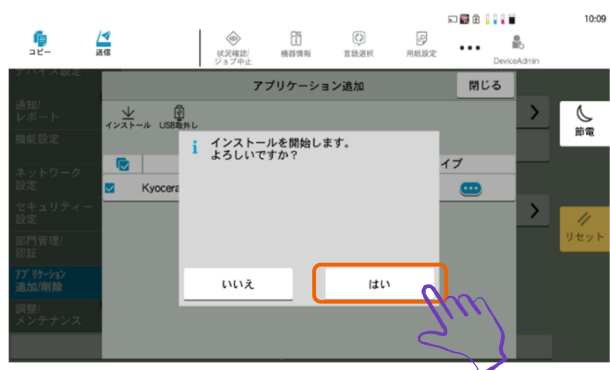 10:09
コピー
送信
状況確認/
ジョブ中止
機器情報
言語選択
用紙設定
DeviceAdmin
デバイス設定
アプリケーション追加
閉じる
通知/
レポート
インストール
USB取外し
節電
機能設定
i
インストールを開始します。
よろしいですか?
イプ
ネットワーク
設定
Kyocera
セキュリティー
設定
リセット
部門管理/
認証
アプリケーション
追加/削除
いいえ
はい
調整/
メンテナンス